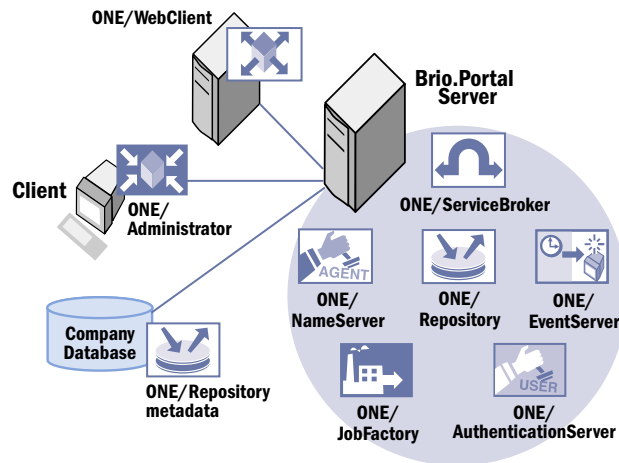 ONE/WebClient
Brio.Portal
Server
Client
ONE/
Administrator
ONE/ServiceBroker
AGENT
ONE/
NameServer
ONE/
Repository
ONE/
EventServer
Company
Database
ONE/Repository
metadata
ONE/
JobFactory
USER
ONE/
AuthenticationServer